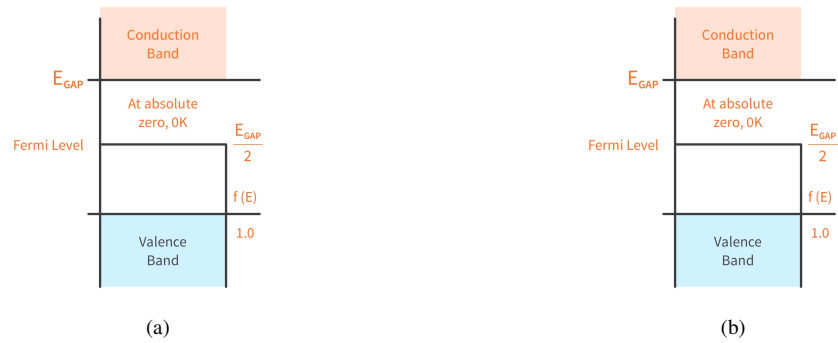 Conduction
Band
E_GAP
At absolute
zero, 0K
Fermi Level
E_GAP
2
f (E)
1.0
Valence
Band
(a)
Conduction
Band
E_GAP
At absolute
zero, 0K
Fermi Level
E_GAP
2
f (E)
1.0
Valence
Band
(b)